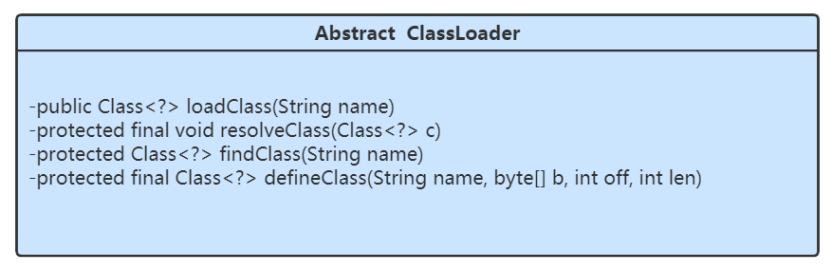 Abstract ClassLoader
-public Class<?> loadClass(String name)
-protected final void resolveClass(Class<?> c)
-protected Class<?> findClass(String name)
-protected final Class<?> defineClass(String name, byte[] b, int off, int len)